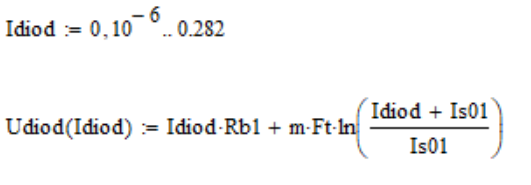 Idiod := 0,10^-6 .. 0.282
Udiod(Idiod) := Idiod·Rb1 + m·Ft·ln((Idiod + Is01)/Is01)